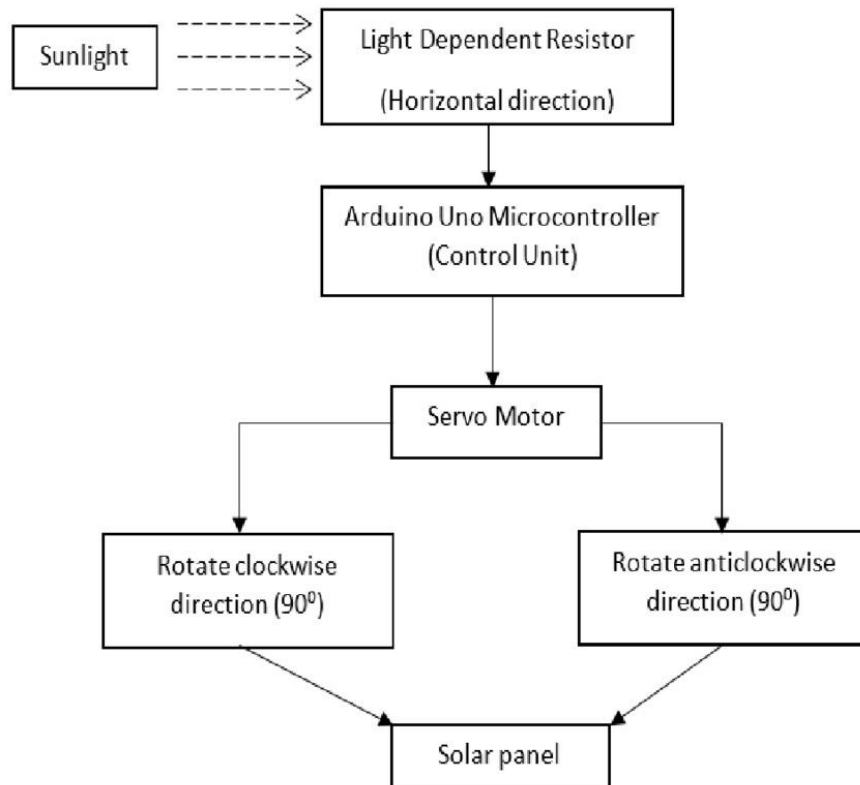 Sunlight
Light Dependent Resistor
(Horizontal direction)
Arduino Uno Microcontroller
(Control Unit)
Servo Motor
Rotate clockwise
direction (90⁰)
Rotate anticlockwise
direction (90⁰)
Solar panel